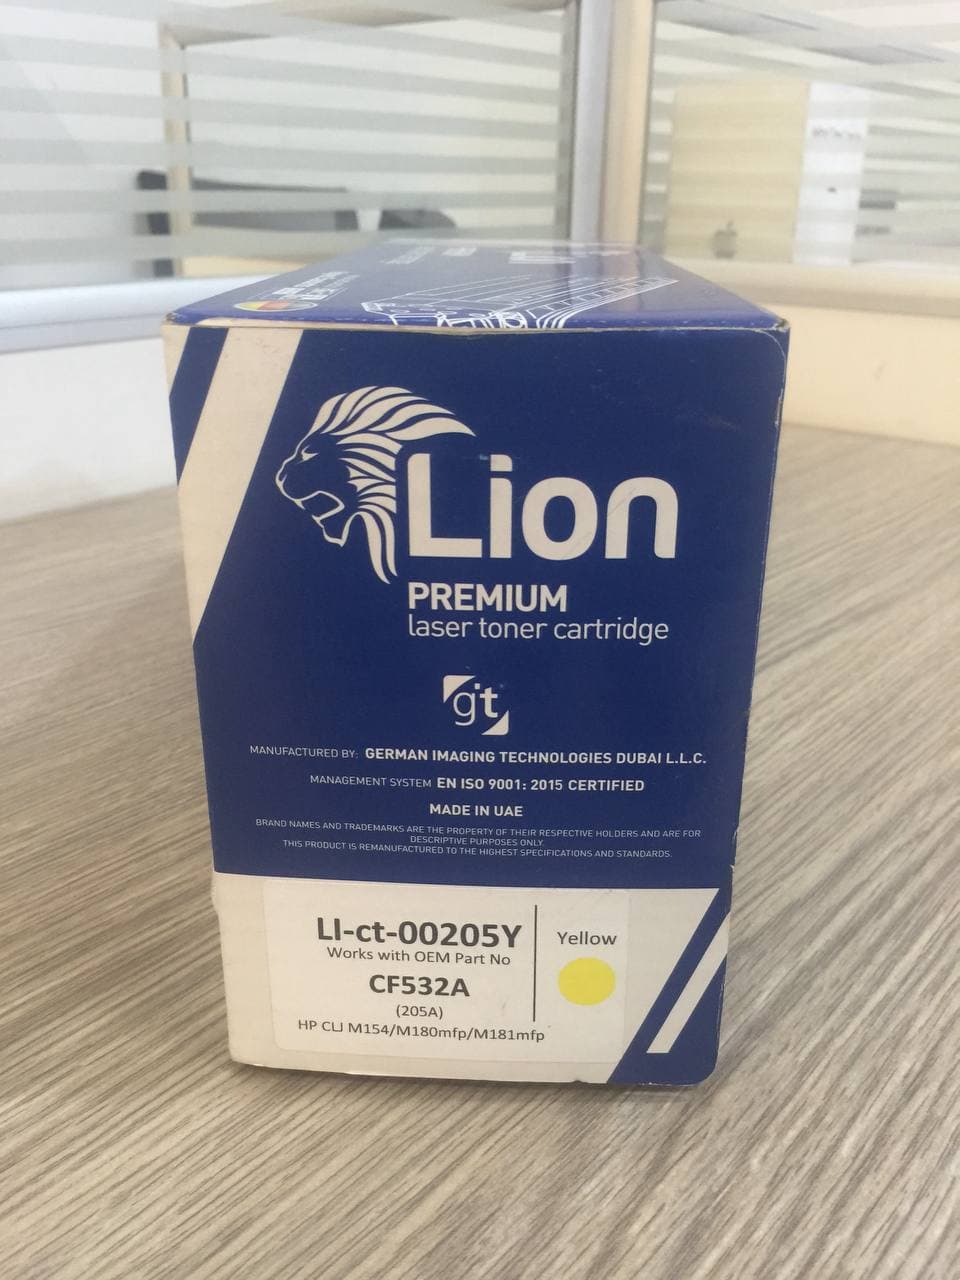 Lion
PREMIUM
laser toner cartridge
git
MANUFACTURED BY: GERMAN IMAGING TECHNOLOGIES DUBAI L.L.C.
MANAGEMENT SYSTEM EN ISO 9001: 2015 CERTIFIED
MADE IN UAE
BRAND NAMES AND TRADEMARKS ARE THE PROPERTY OF THEIR RESPECTIVE HOLDERS AND ARE FOR
DESCRIPTIVE PURPOSES ONLY.
THIS PRODUCT IS REMANUFACTURED TO THE HIGHEST SPECIFICATIONS AND STANDARDS.
LI-ct-00205Y
Works with OEM Part No
CF532A
(205A)
HP CLJ M154/M180mfp/M181mfp
Yellow